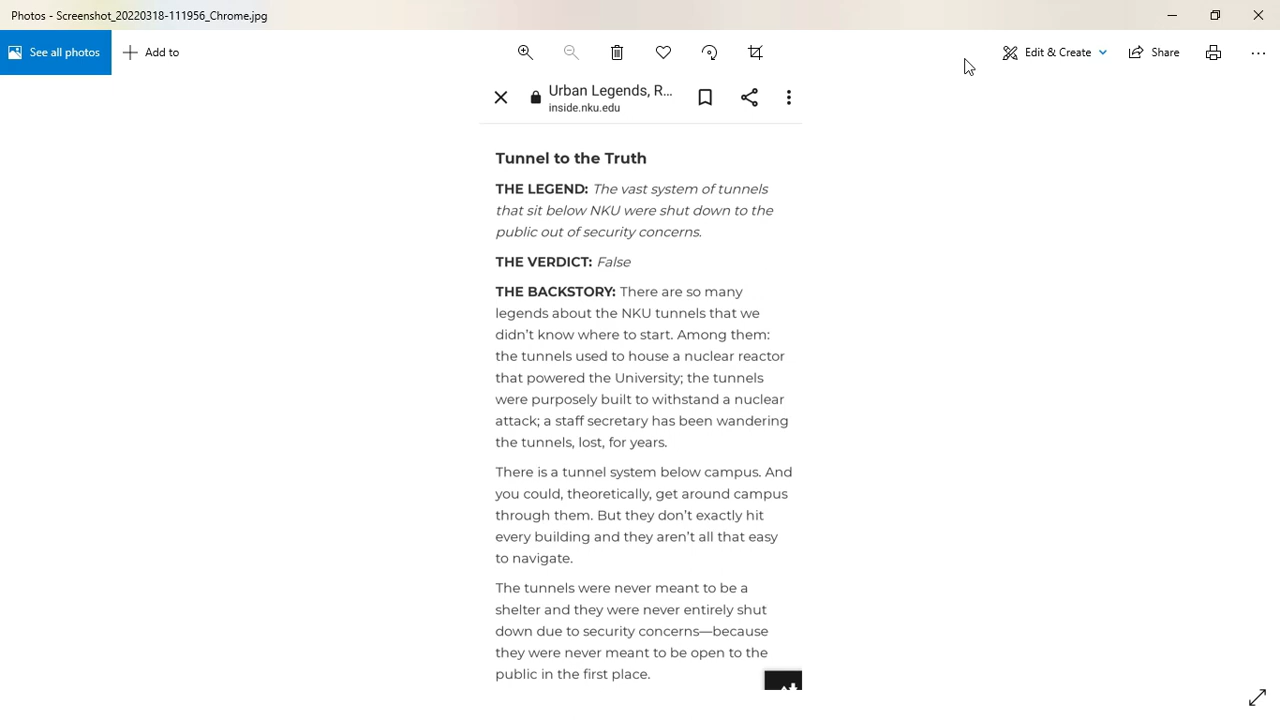 Photos - Screenshot_20220318-111956_Chrome.jpg
See all photos
Add to
Edit & Create
Share
Urban Legends, R...
inside.nku.edu
Tunnel to the Truth
THE LEGEND: The vast system of tunnels
that sit below NKU were shut down to the
public out of security concerns.
THE VERDICT: False
THE BACKSTORY: There are so many
legends about the NKU tunnels that we
didn't know where to start. Among them:
the tunnels used to house a nuclear reactor
that powered the University; the tunnels
were purposely built to withstand a nuclear
attack; a staff secretary has been wandering
the tunnels, lost, for years.
There is a tunnel system below campus. And
you could, theoretically, get around campus
through them. But they don't exactly hit
every building and they aren't all that easy
to navigate.
The tunnels were never meant to be a
shelter and they were never entirely shut
down due to security concerns—because
they were never meant to be open to the
public in the first place.